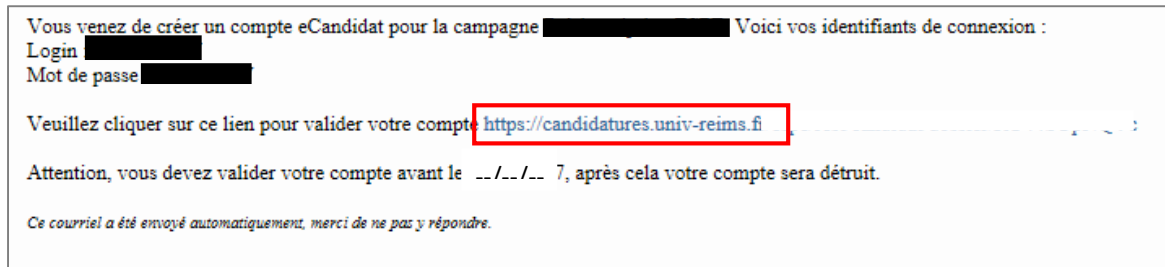 Vous venez de créer un compte eCandidat pour la campagne Voici vos identifiants de connexion :
Login
Mot de passe
Veuillez cliquer sur ce lien pour valider votre compte https://candidatures.univ-reims.f
Attention, vous devez valider votre compte avant le __/__/__ 7, après cela votre compte sera détruit.
Ce courriel a été envoyé automatiquement, merci de ne pas y répondre.